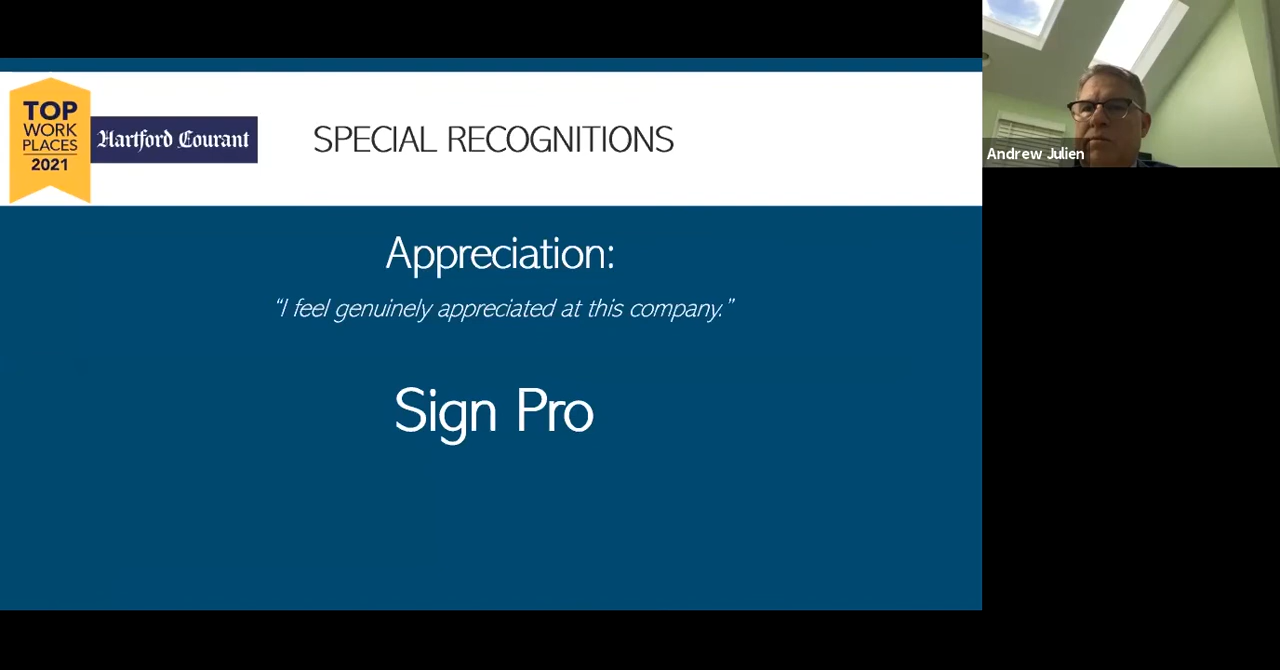 TOP
WORK
PLACES
2021
Hartford Courant
SPECIAL RECOGNITIONS
Andrew Julien
Appreciation:
“I feel genuinely appreciated at this company.”
Sign Pro